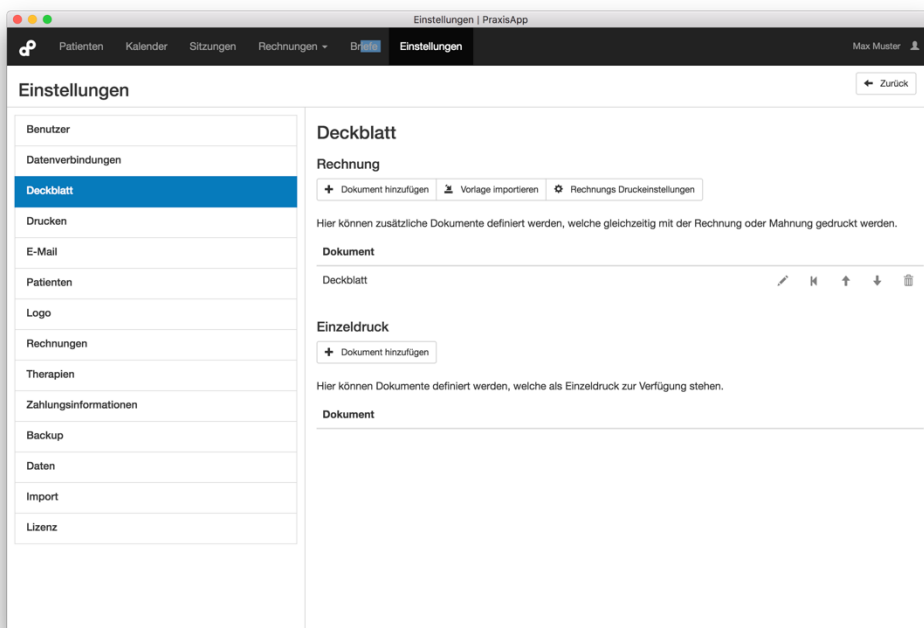 Einstellungen | PraxisApp
Patienten Kalender Sitzungen Rechnungen Briefe Einstellungen Max Muster
Einstellungen
Zurück
Benutzer
Datenverbindungen
Deckblatt
Drucken
E-Mail
Patienten
Logo
Rechnungen
Therapien
Zahlungsinformationen
Backup
Daten
Import
Lizenz
Deckblatt
Rechnung
Dokument hinzufügen Vorlage importieren Rechnungs Druckeinstellungen
Hier können zusätzliche Dokumente definiert werden, welche gleichzeitig mit der Rechnung oder Mahnung gedruckt werden.
Dokument
Deckblatt
Einzeldruck
Dokument hinzufügen
Hier können Dokumente definiert werden, welche als Einzeldruck zur Verfügung stehen.
Dokument